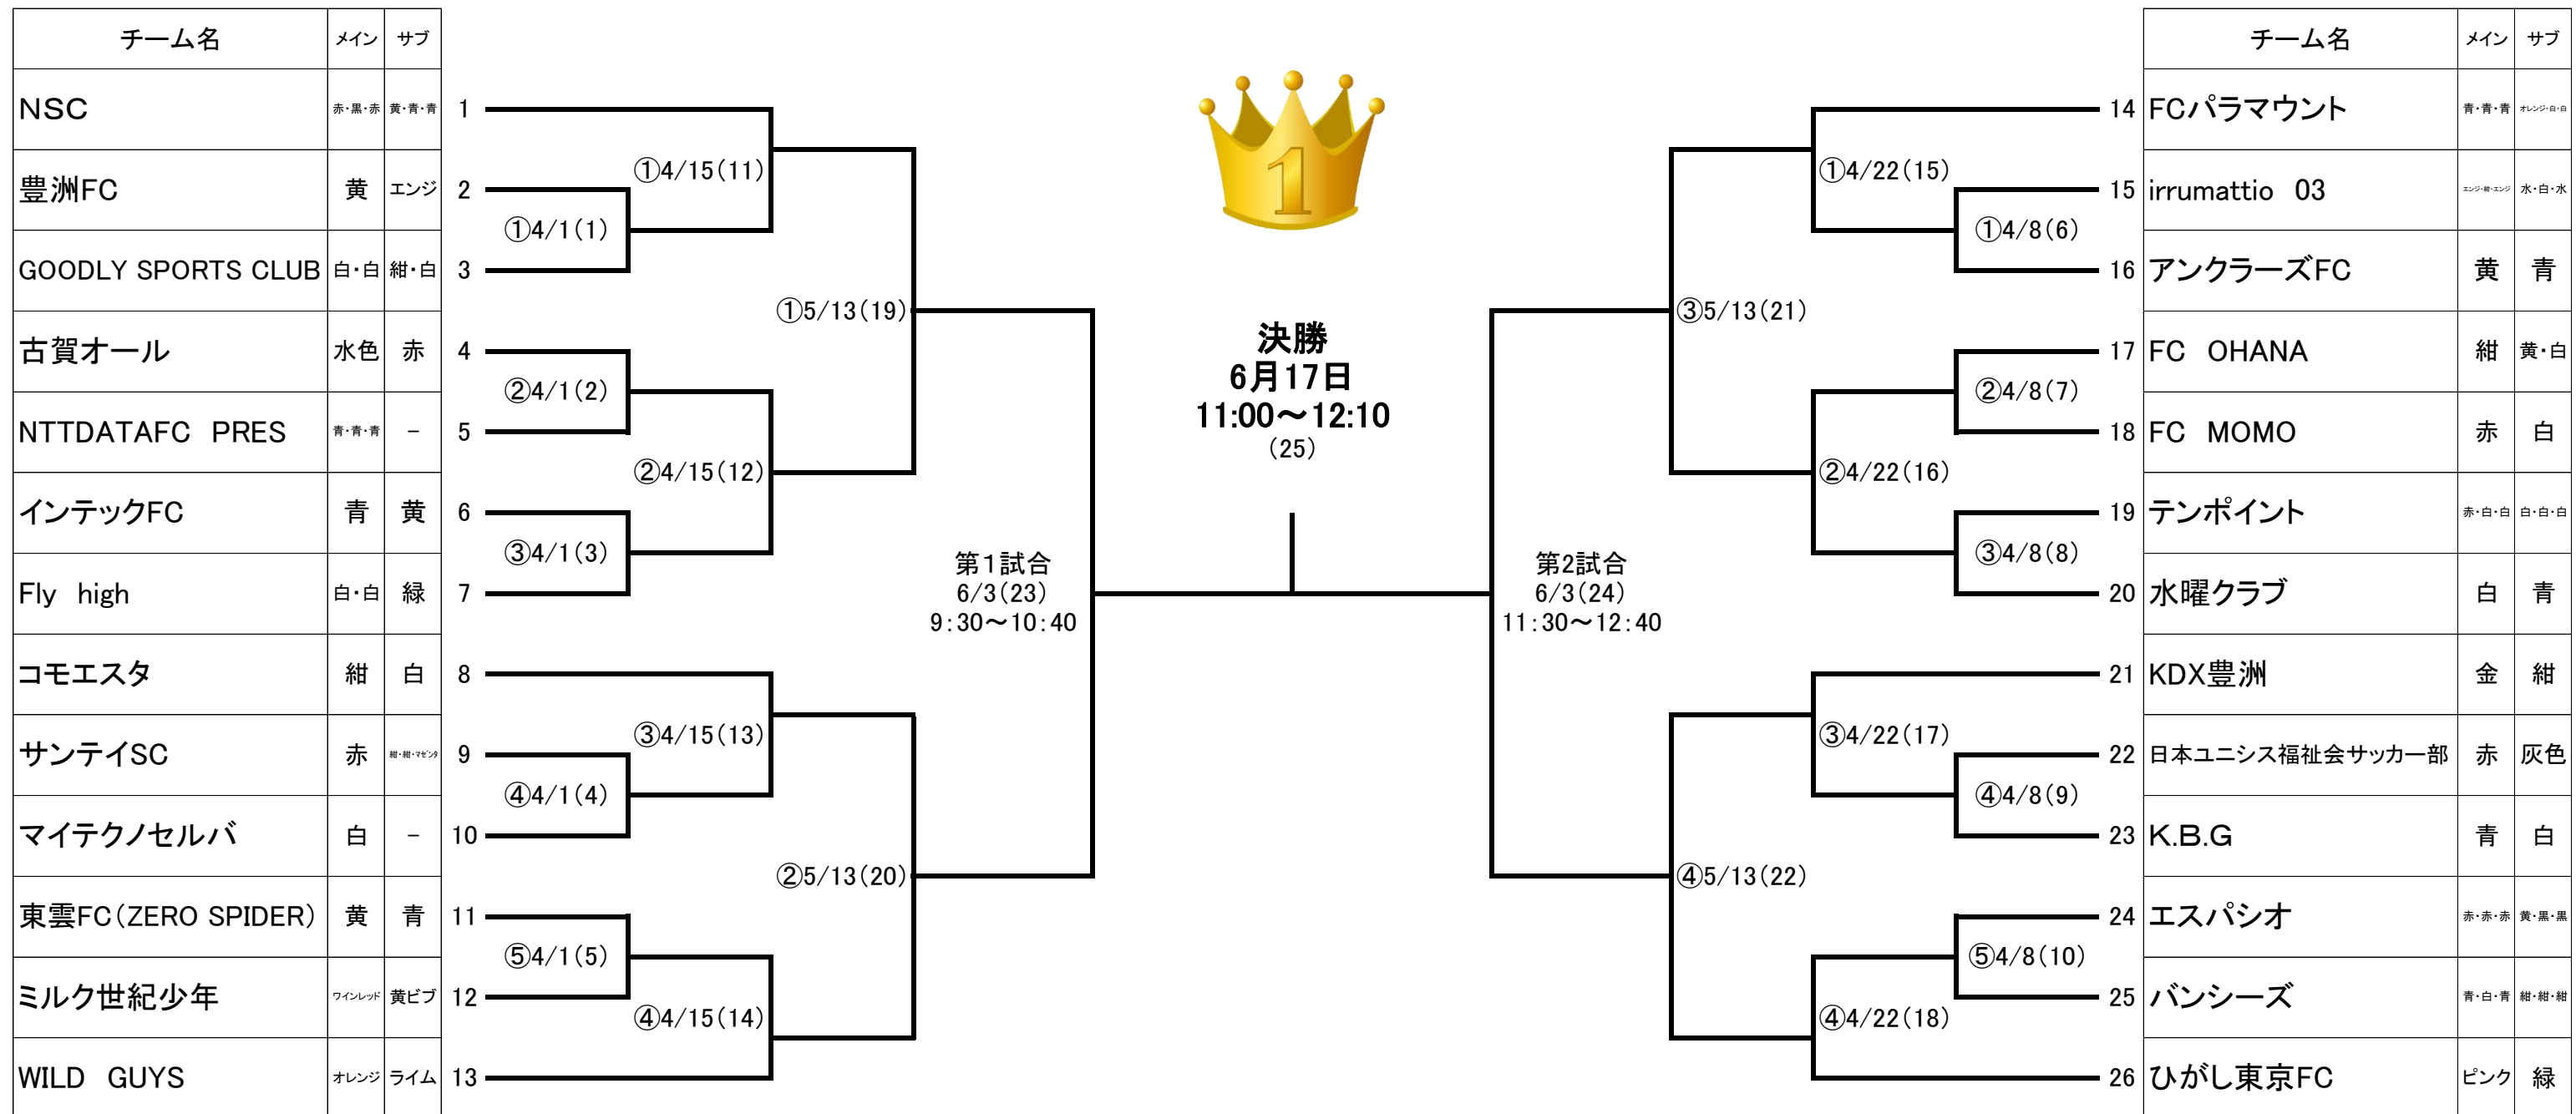 チーム名 メイン サブ
NSC 赤・黒・赤 黄・青・青 1
豊洲FC 黄 エンジ 2
GOODLY SPORTS CLUB 白・白 紺・白 3
古賀オール 水色 赤 4
NTTDATAFC PRES 青・青・青 － 5
インテックFC 青 黄 6
Fly high 白・白 緑 7
コモエスタ 紺 白 8
サンテイSC 赤 紺・紺・マゼンタ 9
マイテクノセルバ 白 － 10
東雲FC（ZERO SPIDER） 黄 青 11
ミルク世紀少年 ワインレッド 黄ビブ 12
WILD GUYS オレンジ ライム 13
①4/1(1)
②4/1(2)
③4/1(3)
④4/1(4)
⑤4/1(5)
①4/15(11)
②4/15(12)
③4/15(13)
④4/15(14)
①5/13(19)
②5/13(20)
第1試合
6/3(23)
9:30～10:40
1
決勝
6月17日
11:00～12:10
(25)
第2試合
6/3(24)
11:30～12:40
③5/13(21)
④5/13(22)
①4/22(15)
②4/22(16)
③4/22(17)
④4/22(18)
①4/8(6)
②4/8(7)
③4/8(8)
④4/8(9)
⑤4/8(10)
チーム名 メイン サブ
14 FCパラマウント 青・青・青 オレンジ・白・白
15 irrumattio 03 エンジ・紺・エンジ 水・白・水
16 アンクラーズFC 黄 青
17 FC OHANA 紺 黄・白
18 FC MOMO 赤 白
19 テンポイント 赤・白・白 白・白・白
20 水曜クラブ 白 青
21 KDX豊洲 金 紺
22 日本ユニシス福祉会サッカー部 赤 灰色
23 K.B.G 青 白
24 エスパシオ 赤・赤・赤 黄・黒・黒
25 バンシーズ 青・白・青 紺・紺・紺
26 ひがし東京FC ピンク 緑